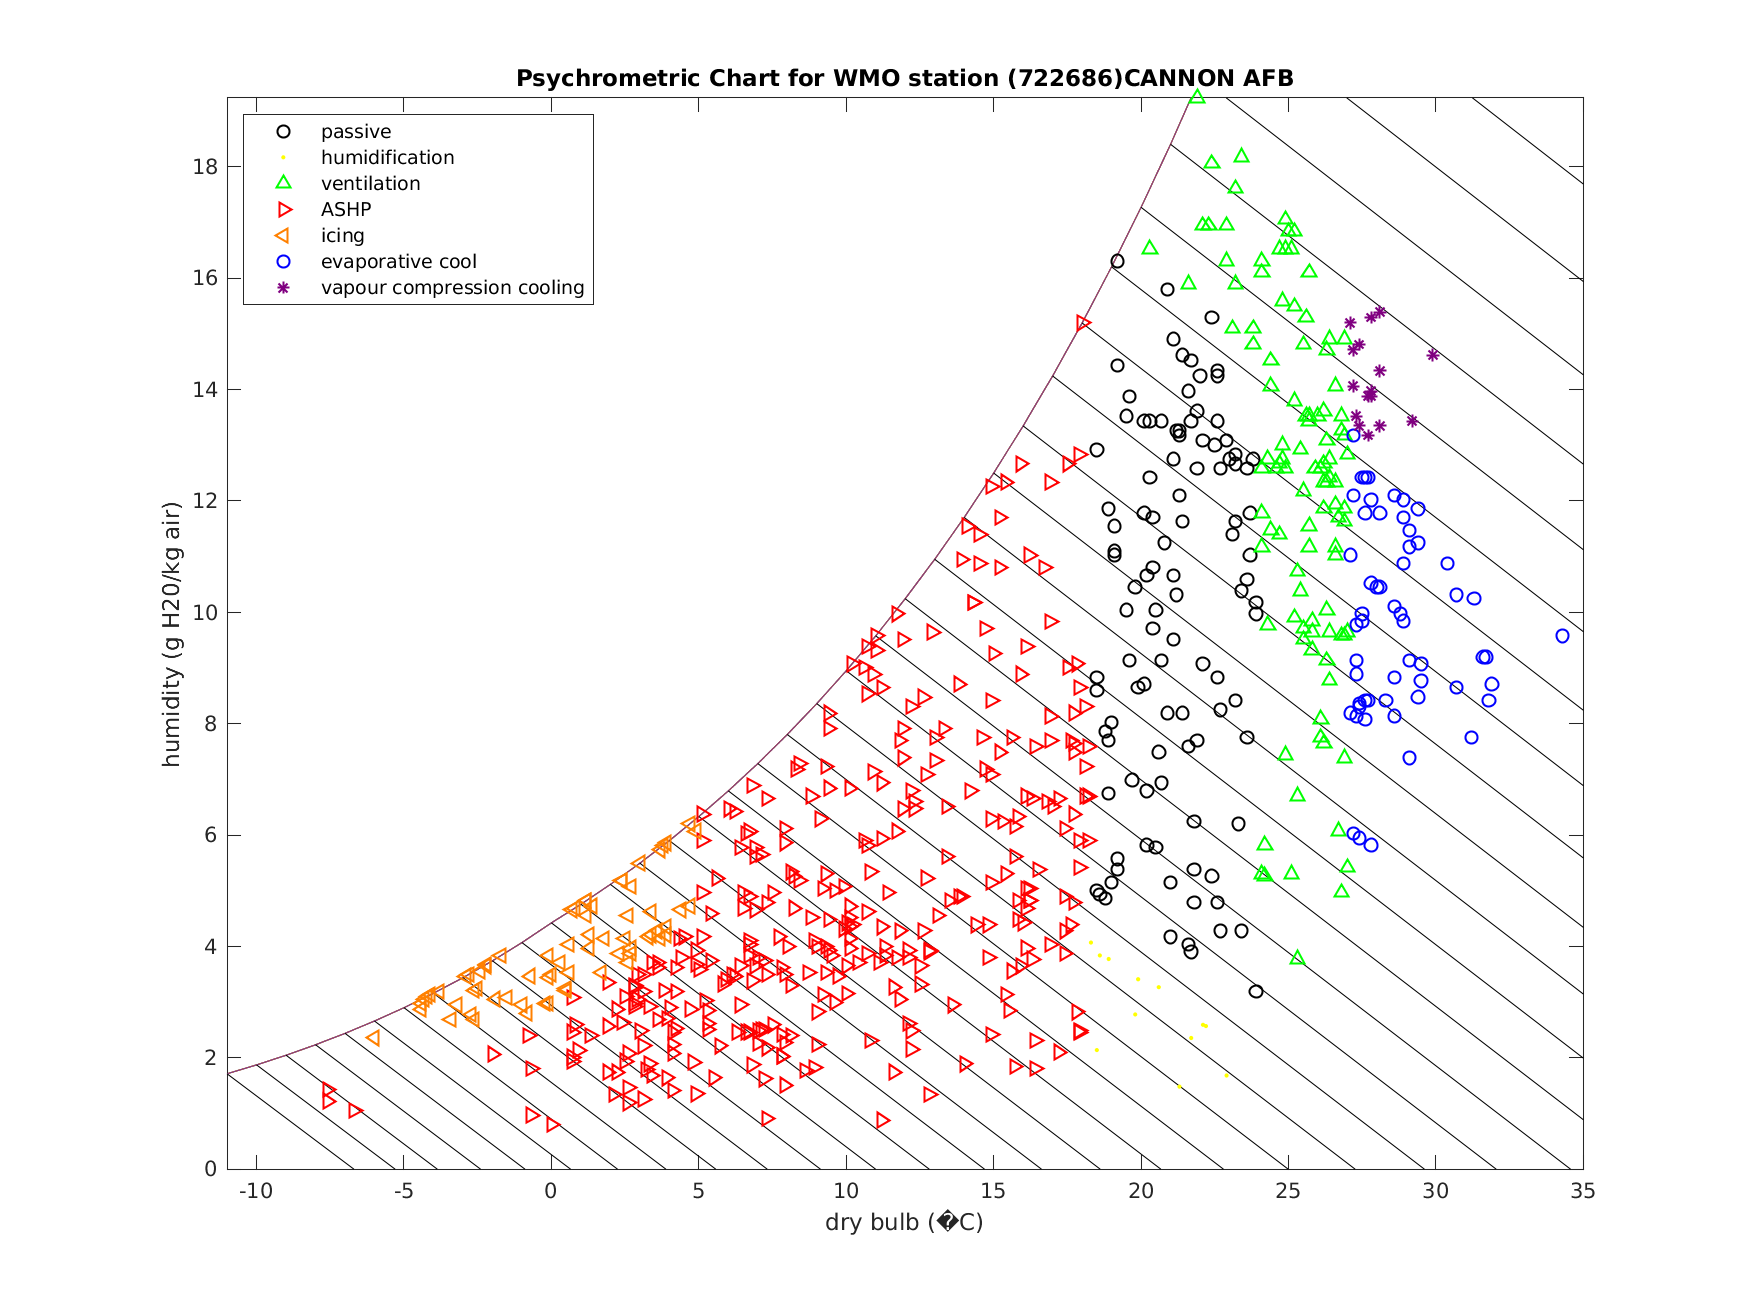 Psychrometric Chart for WMO station (722686)CANNON AFB
passive
humidification
ventilation
ASHP
icing
evaporative cool
vapour compression cooling
humidity (g H20/kg air)
18
16
14
12
10
8
6
4
2
0
-10 -5 0 5 10 15 20 25 30 35
dry bulb (�C)